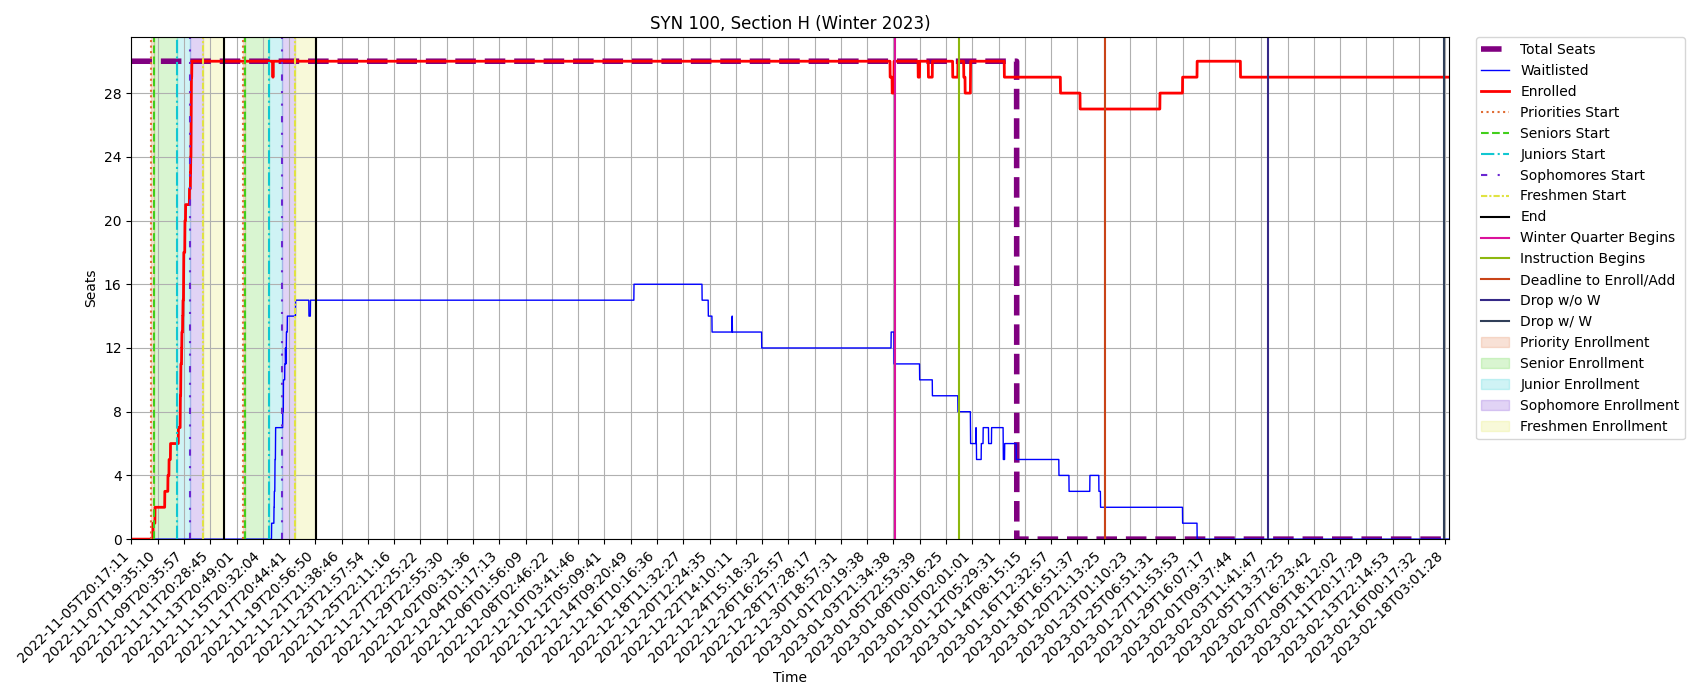 SYN 100, Section H (Winter 2023)
Seats
28
24
20
16
12
8
4
0
2022-11-05T20:17:11
2022-11-07T19:35:10
2022-11-09T20:35:57
2022-11-11T20:28:45
2022-11-13T20:49:01
2022-11-15T20:32:04
2022-11-17T20:44:41
2022-11-19T20:56:50
2022-11-21T21:38:46
2022-11-23T21:57:54
2022-11-25T22:11:16
2022-11-27T22:25:22
2022-11-29T22:55:30
2022-12-02T00:31:36
2022-12-04T01:17:13
2022-12-06T01:56:09
2022-12-08T02:46:22
2022-12-10T03:41:46
2022-12-12T05:09:41
2022-12-14T09:20:49
2022-12-16T10:16:36
2022-12-18T11:32:27
2022-12-20T12:24:35
2022-12-22T14:10:11
2022-12-24T15:18:32
2022-12-26T16:25:57
2022-12-28T17:28:17
2022-12-30T18:57:31
2023-01-01T20:19:38
2023-01-03T21:34:38
2023-01-05T22:53:39
2023-01-08T00:16:25
2023-01-10T02:01:01
2023-01-12T05:29:31
2023-01-14T08:15:15
2023-01-16T12:32:57
2023-01-18T16:51:37
2023-01-20T21:13:25
2023-01-23T01:10:23
2023-01-25T06:51:31
2023-01-27T11:53:53
2023-01-29T16:07:17
2023-02-01T09:37:44
2023-02-03T11:41:47
2023-02-05T13:37:25
2023-02-07T16:23:42
2023-02-09T18:12:02
2023-02-11T20:17:29
2023-02-13T22:14:53
2023-02-16T00:17:32
2023-02-18T03:01:28
Time
Total Seats
Waitlisted
Enrolled
Priorities Start
Seniors Start
Juniors Start
Sophomores Start
Freshmen Start
End
Winter Quarter Begins
Instruction Begins
Deadline to Enroll/Add
Drop w/o W
Drop w/ W
Priority Enrollment
Senior Enrollment
Junior Enrollment
Sophomore Enrollment
Freshmen Enrollment